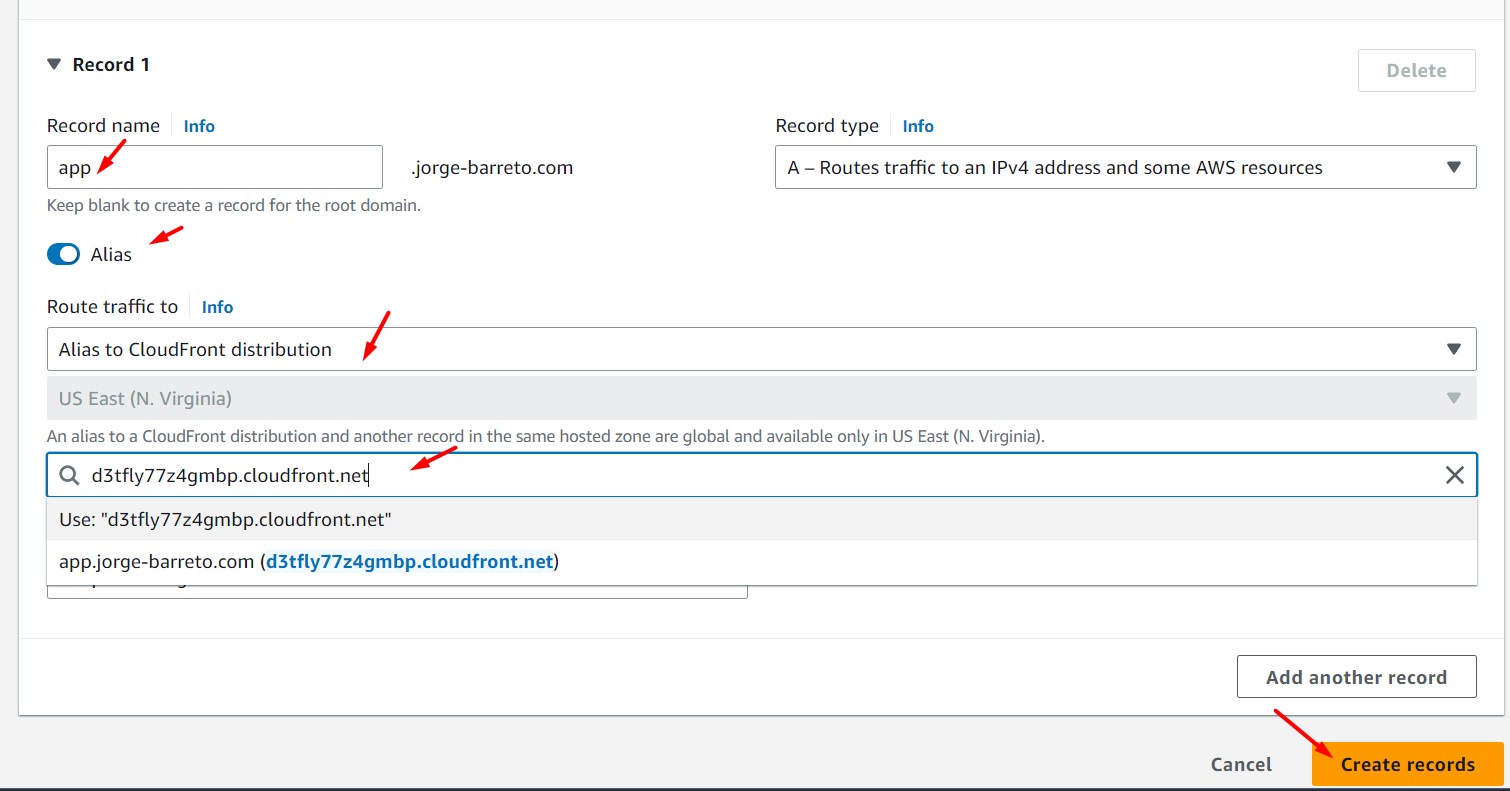 Record 1
Delete
Record name Info
Record type Info
app .jorge-barreto.com
A – Routes traffic to an IPv4 address and some AWS resources
Keep blank to create a record for the root domain.
Alias
Route traffic to Info
Alias to CloudFront distribution
US East (N. Virginia)
An alias to a CloudFront distribution and another record in the same hosted zone are global and available only in US East (N. Virginia).
d3tfly77z4gmbp.cloudfront.net
Use: "d3tfly77z4gmbp.cloudfront.net"
app.jorge-barreto.com (d3tfly77z4gmbp.cloudfront.net)
Add another record
Cancel
Create records